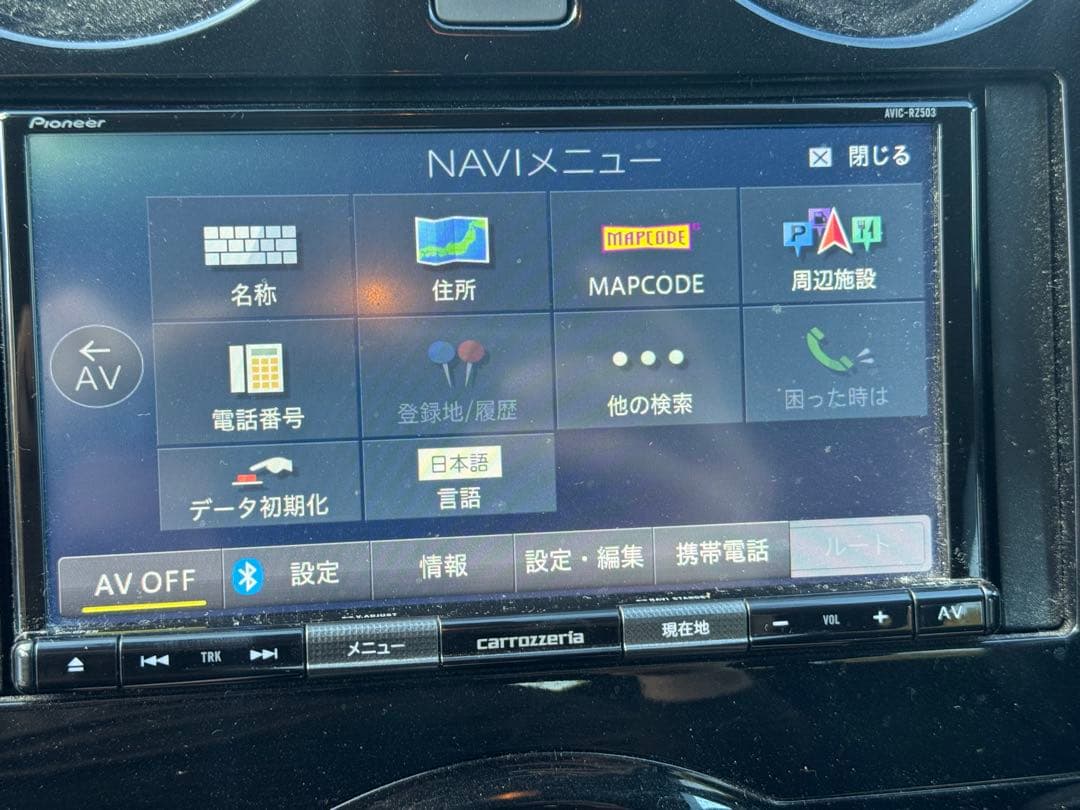 Pioneer
AVIC-RZ503
NAVIメニュー
閉じる
MAPCODE
名称
住所
MAPCODE
周辺施設
AV
電話番号
登録地/履歴
他の検索
困った時は
日本語
データ初期化
言語
AV OFF
設定
情報
設定・編集
携帯電話
ルート
TRK
メニュー
carrozzeria
現在地
VOL
AV